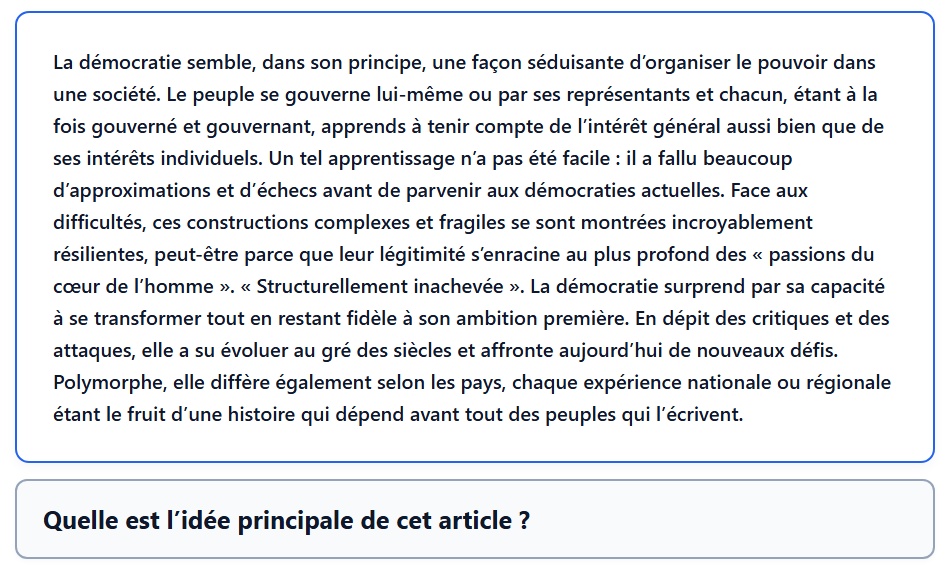 La démocratie semble, dans son principe, une façon séduisante d’organiser le pouvoir dans
une société. Le peuple se gouverne lui-même ou par ses représentants et chacun, étant à la
fois gouverné et gouvernant, apprends à tenir compte de l’intérêt général aussi bien que de
ses intérêts individuels. Un tel apprentissage n’a pas été facile : il a fallu beaucoup
d’approximations et d’échecs avant de parvenir aux démocraties actuelles. Face aux
difficultés, ces constructions complexes et fragiles se sont montrées incroyablement
résilientes, peut-être parce que leur légitimité s’enracine au plus profond des « passions du
cœur de l’homme ». « Structurellement inachevée ». La démocratie surprend par sa capacité
à se transformer tout en restant fidèle à son ambition première. En dépit des critiques et des
attaques, elle a su évoluer au gré des siècles et affronte aujourd’hui de nouveaux défis.
Polymorphe, elle diffère également selon les pays, chaque expérience nationale ou régionale
étant le fruit d’une histoire qui dépend avant tout des peuples qui l’écrivent.
Quelle est l’idée principale de cet article ?